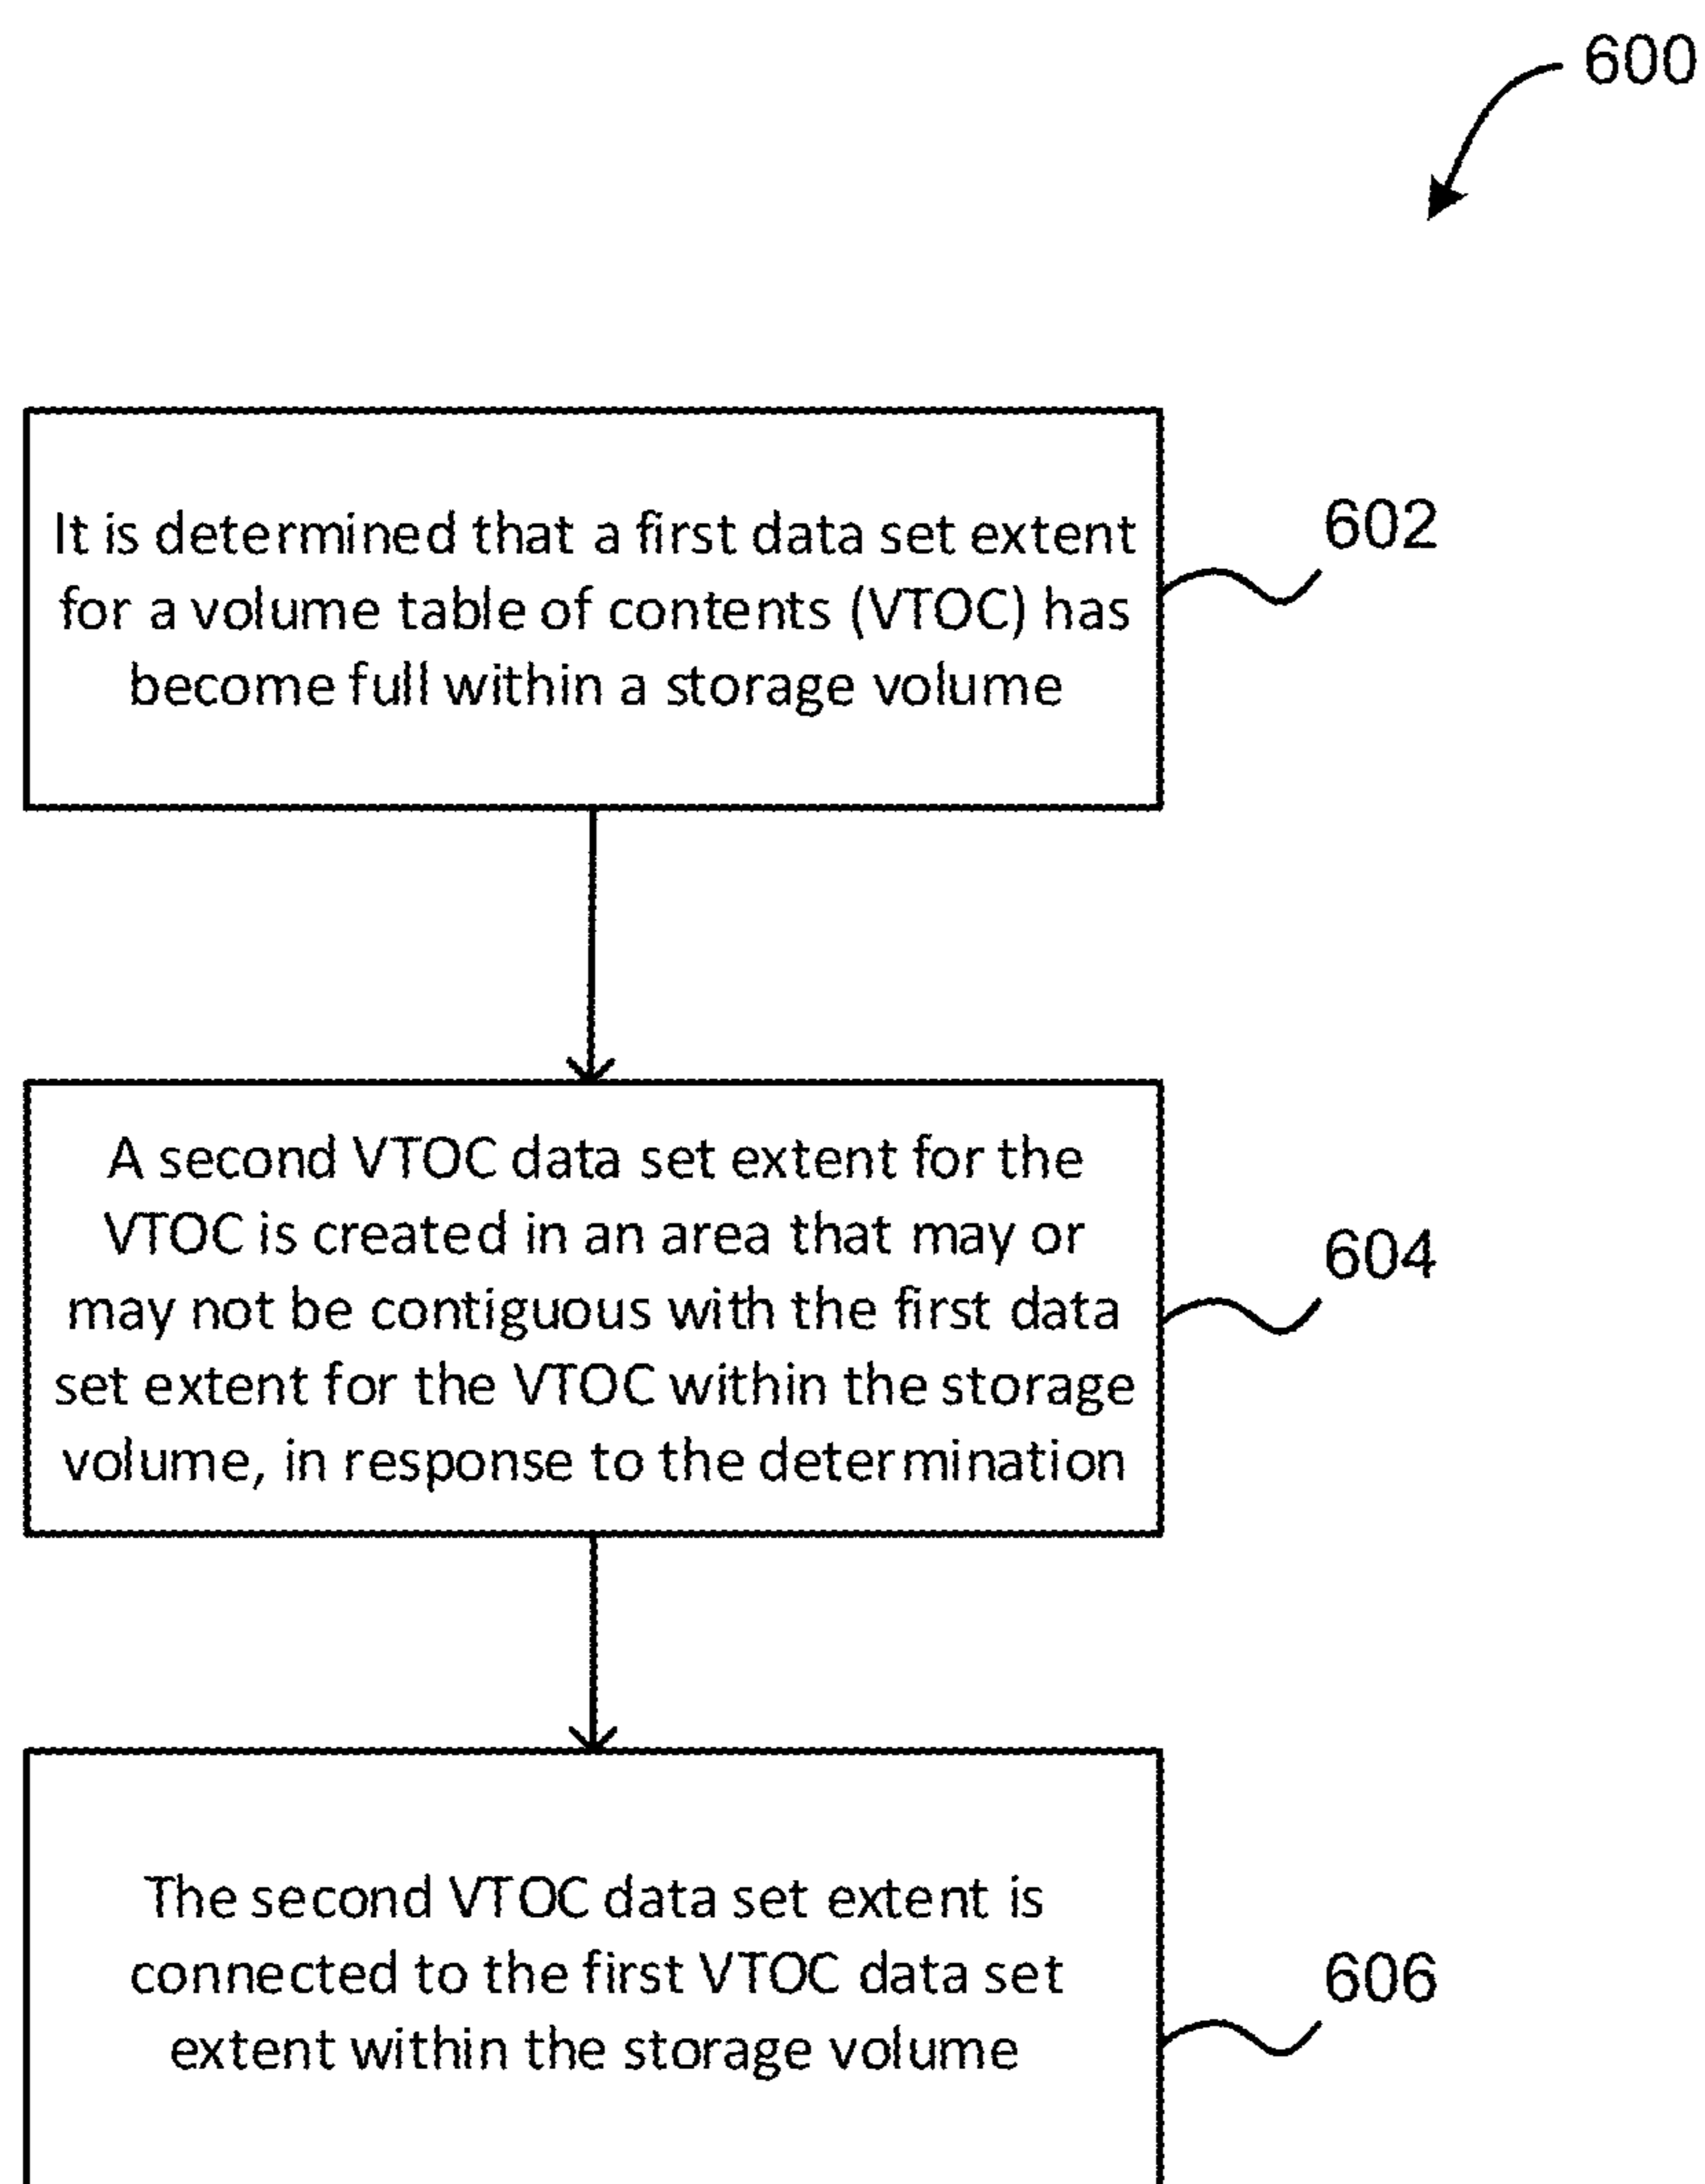 600
It is determined that a first data set extent
for a volume table of contents (VTOC) has
become full within a storage volume
602
A second VTOC data set extent for the
VTOC is created in an area that may or
may not be contiguous with the first data
set extent for the VTOC within the storage
volume, in response to the determination
604
The second VTOC data set extent is
connected to the first VTOC data set
extent within the storage volume
606